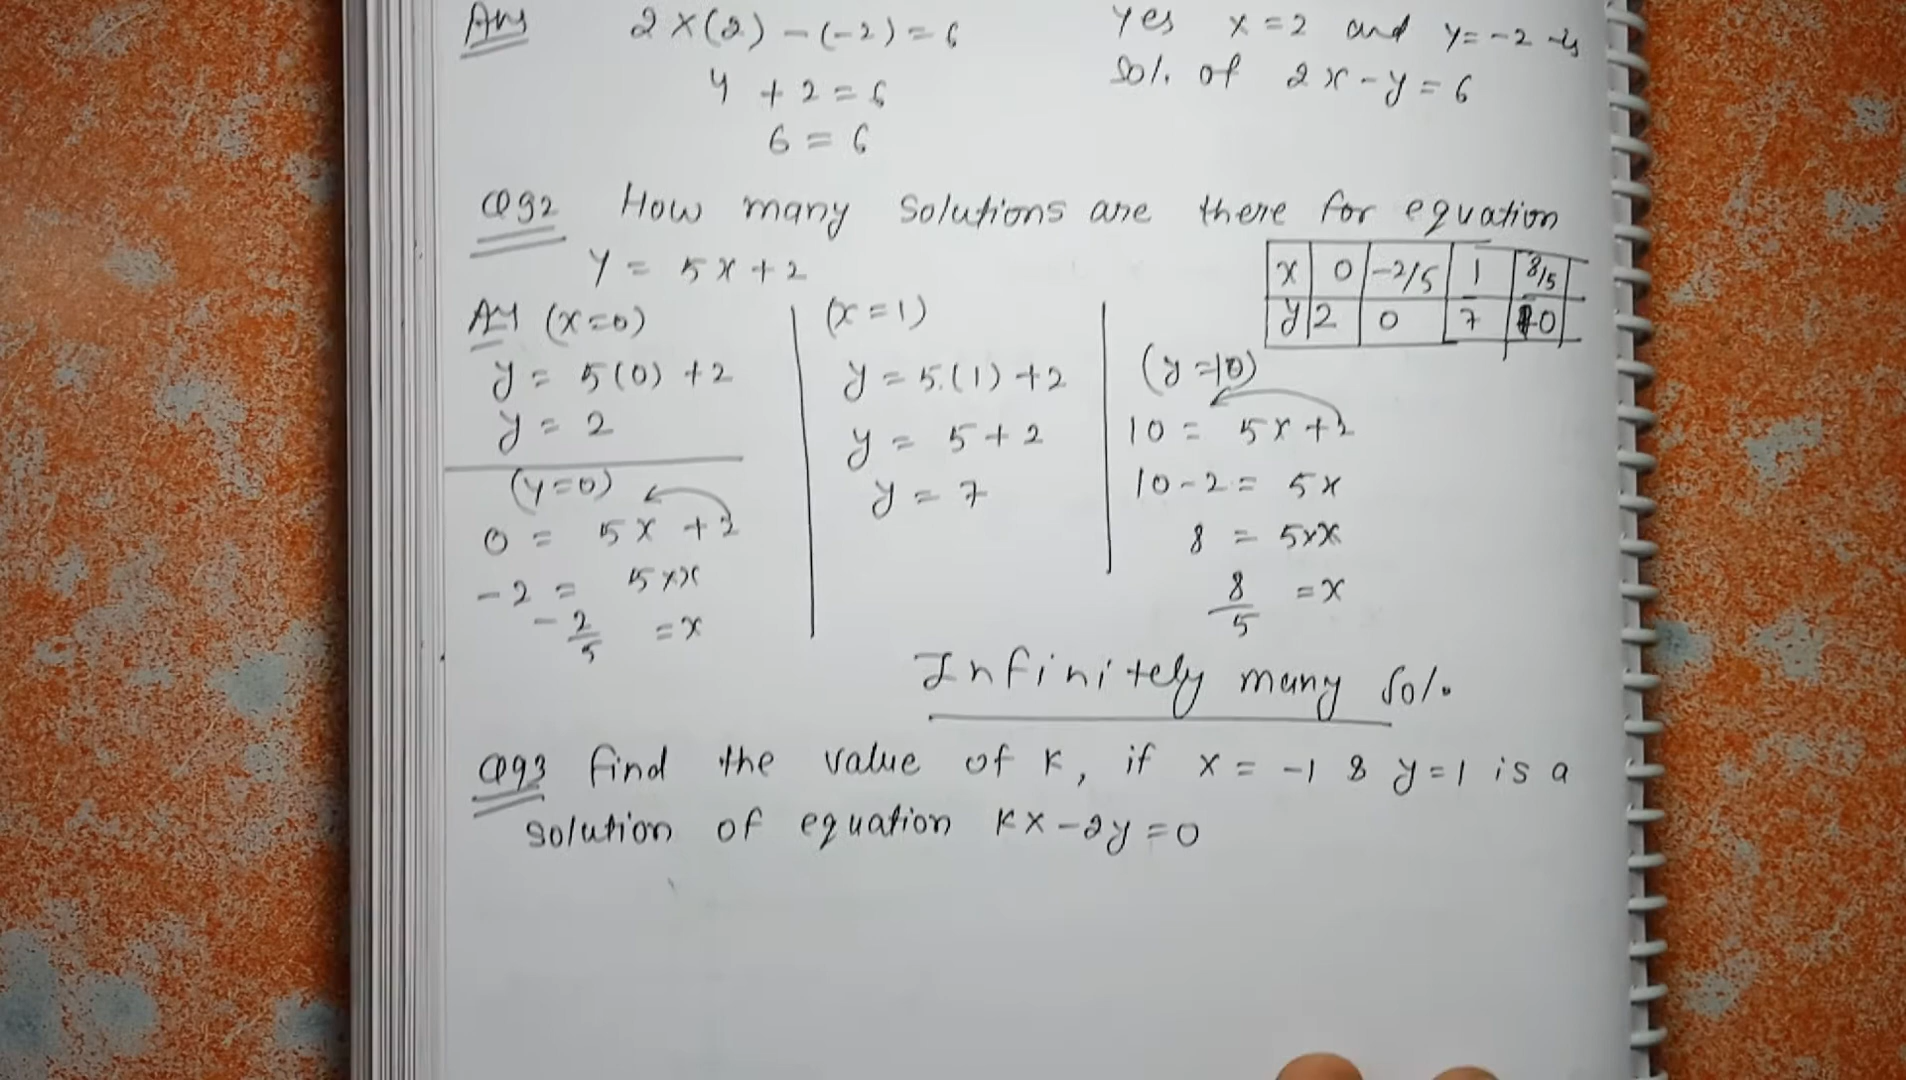 Ans 2×(2)-(-2)=6
4+2=6
6=6
Yes x=2 and y=-2 is
sol. of 2x-y=6
eg2 How many solutions are there for equation
y = 5x+2
x 0 -2/5 1 8/5
y 2 0 7 10
Ans (x=0)
y = 5(0)+2
y = 2
(y=0)
0 = 5x+2
-2 = 5×x
-2/5 = x
(x=1)
y=5.(1)+2
y = 5+2
y = 7
(y=10)
10 = 5x+2
10-2 = 5x
8 = 5×x
8/5 = x
Infinitely many sol.
eg3 find the value of k, if x = -1 & y=1 is a
solution of equation kx-2y=0